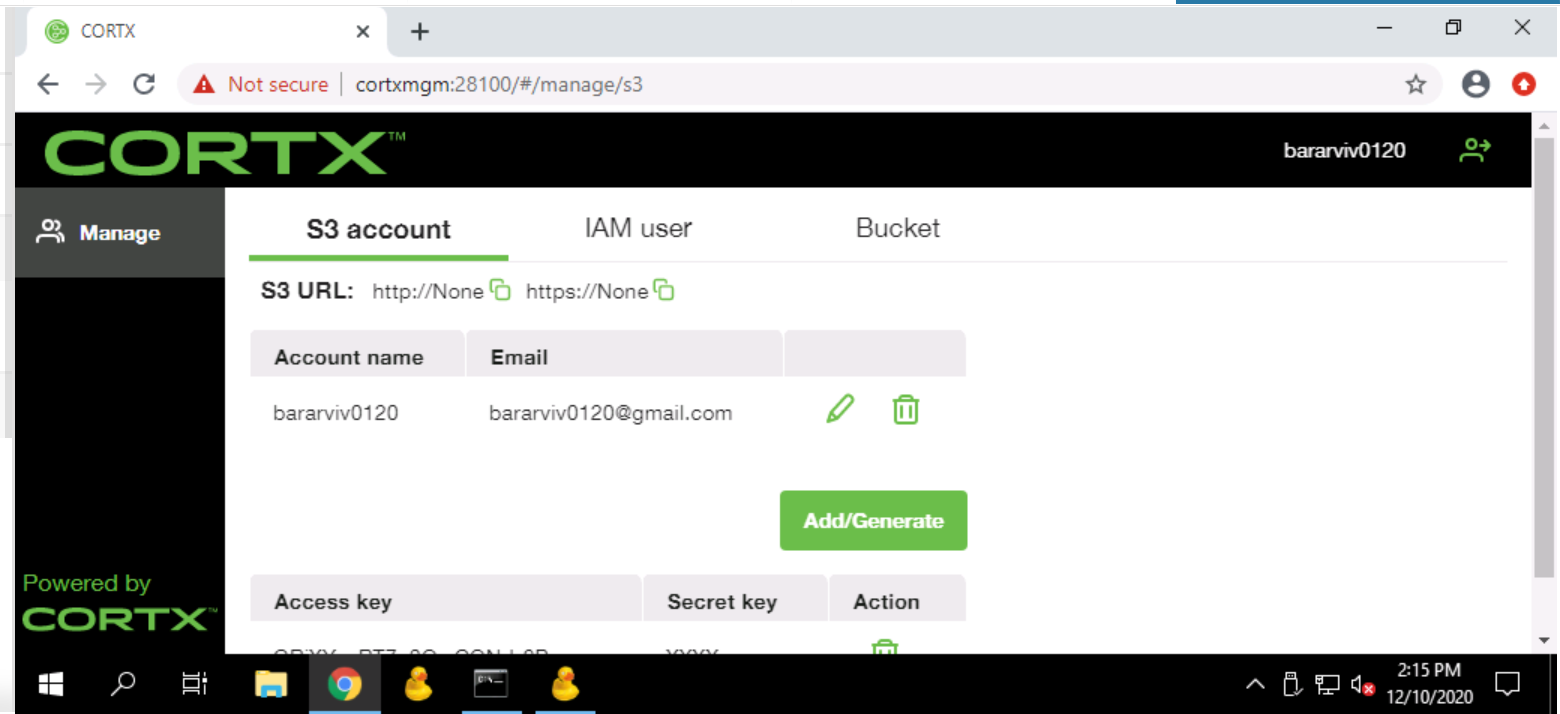 CORTX
Not secure | cortxmgm:28100/#/manage/s3
CORTX™
bararviv0120
Manage
S3 account IAM user Bucket
S3 URL: http://None https://None
Account name Email
bararviv0120 bararviv0120@gmail.com
Add/Generate
Powered by
CORTX™
Access key Secret key Action
2:15 PM
12/10/2020